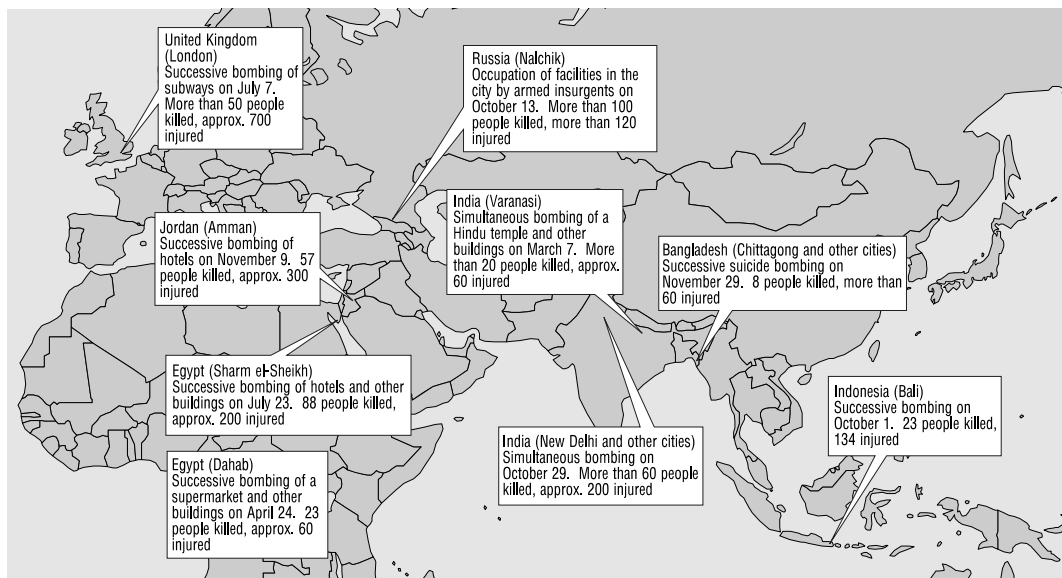 United Kingdom
(London)
Successive bombing of
subways on July 7.
More than 50 people
killed, approx. 700
injured
Russia (Nalchik)
Occupation of facilities in the
city by armed insurgents on
October 13. More than 100
people killed, more than 120
injured
Jordan (Amman)
Successive bombing of
hotels on November 9. 57
people killed, approx. 300
injured
India (Varanasi)
Simultaneous bombing of a
Hindu temple and other
buildings on March 7. More
than 20 people killed, approx.
60 injured
Bangladesh (Chittagong and other cities)
Successive suicide bombing on
November 29. 8 people killed, more than
60 injured
Egypt (Sharm el-Sheikh)
Successive bombing of hotels and other
buildings on July 23. 88 people killed,
approx. 200 injured
Indonesia (Bali)
Successive bombing on
October 1. 23 people killed,
134 injured
India (New Delhi and other cities)
Simultaneous bombing on
October 29. More than 60 people
killed, approx. 200 injured
Egypt (Dahab)
Successive bombing of a
supermarket and other
buildings on April 24. 23
people killed, approx. 60
injured